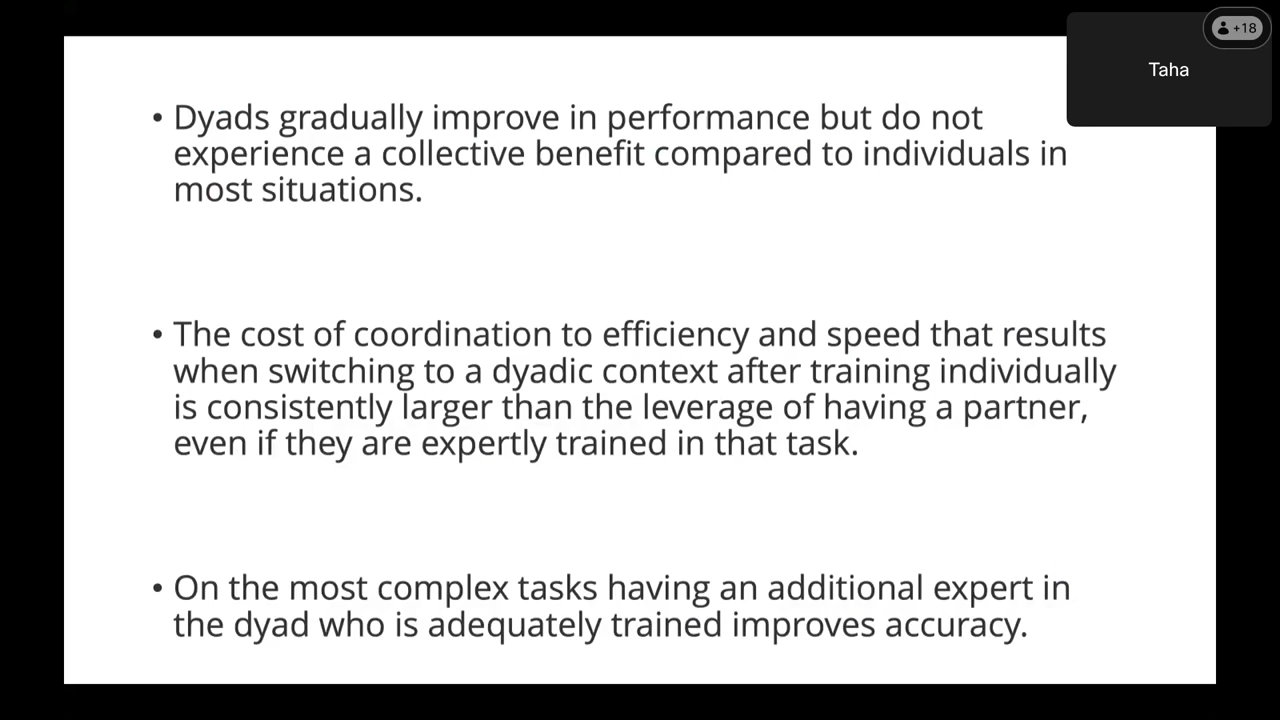 +18
Taha
• Dyads gradually improve in performance but do not
experience a collective benefit compared to individuals in
most situations.
• The cost of coordination to efficiency and speed that results
when switching to a dyadic context after training individually
is consistently larger than the leverage of having a partner,
even if they are expertly trained in that task.
• On the most complex tasks having an additional expert in
the dyad who is adequately trained improves accuracy.